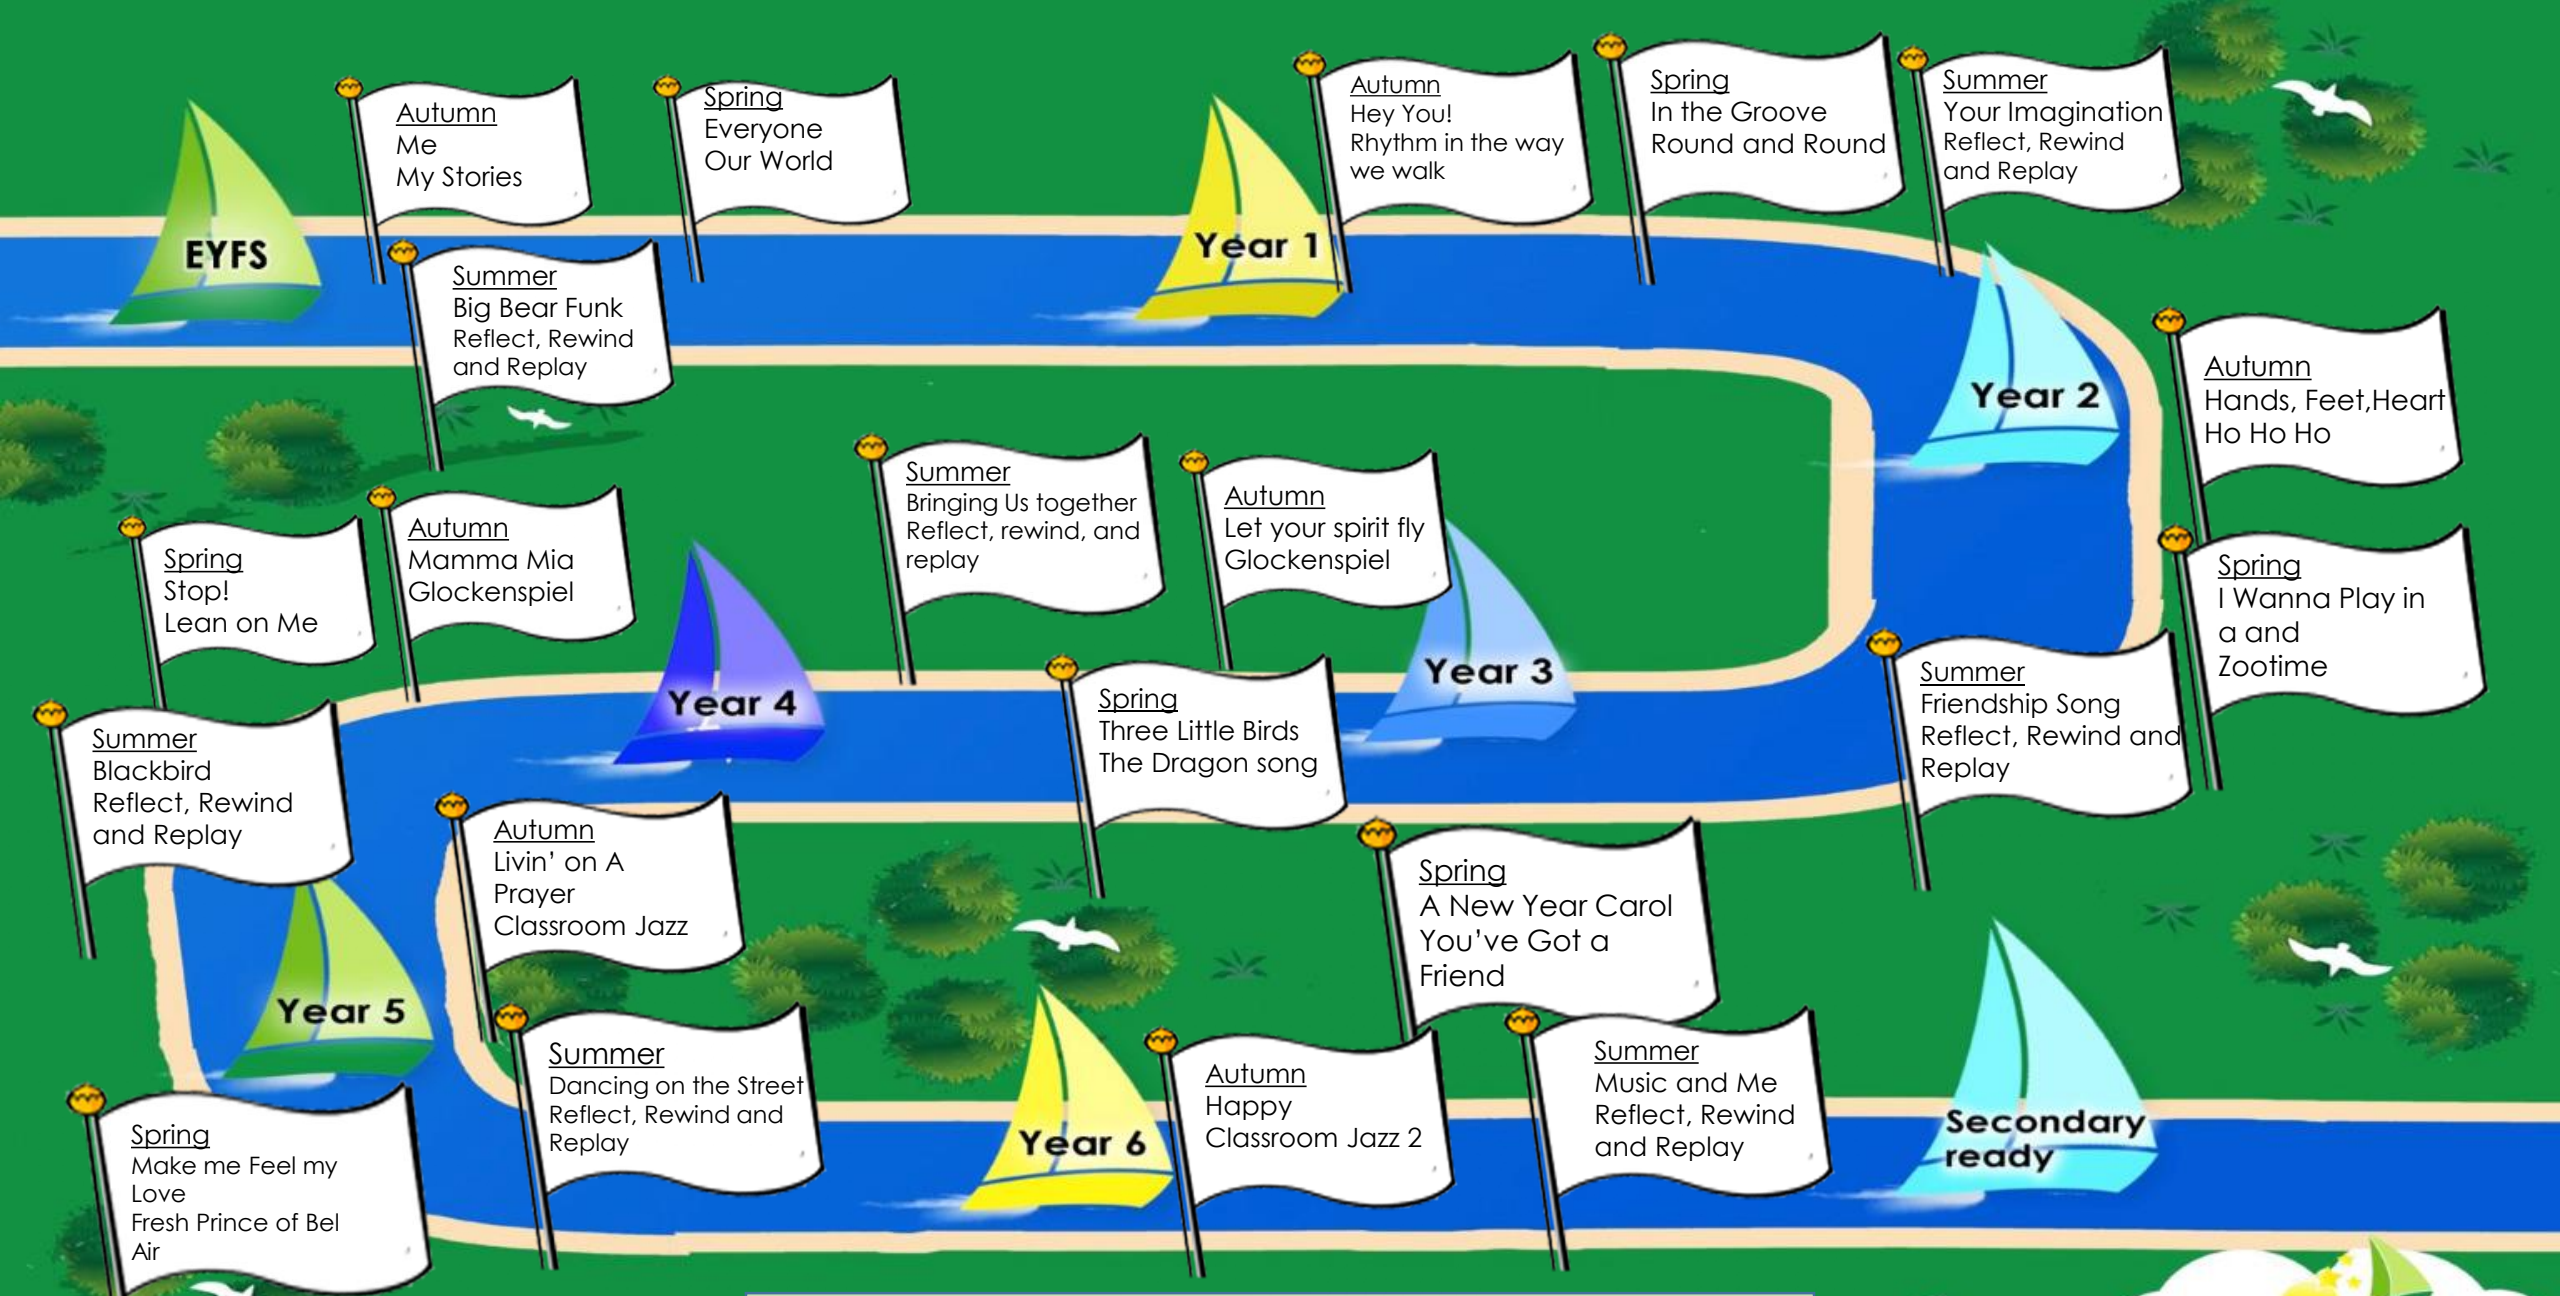 EYFS
Autumn
Me
My Stories
Spring
Everyone
Our World
Summer
Big Bear Funk
Reflect, Rewind
and Replay
Year 1
Autumn
Hey You!
Rhythm in the way
we walk
Spring
In the Groove
Round and Round
Summer
Your Imagination
Reflect, Rewind
and Replay
Year 2
Autumn
Hands, Feet,Heart
Ho Ho Ho
Spring
I Wanna Play in
a and
Zootime
Summer
Friendship Song
Reflect, Rewind and
Replay
Year 3
Autumn
Let your spirit fly
Glockenspiel
Spring
Three Little Birds
The Dragon song
Summer
Bringing Us together
Reflect, rewind, and
replay
Year 4
Autumn
Mamma Mia
Glockenspiel
Spring
Stop!
Lean on Me
Summer
Blackbird
Reflect, Rewind
and Replay
Year 5
Autumn
Livin’ on A
Prayer
Classroom Jazz
Spring
Make me Feel my
Love
Fresh Prince of Bel
Air
Summer
Dancing on the Street
Reflect, Rewind and
Replay
Year 6
Autumn
Happy
Classroom Jazz 2
Spring
A New Year Carol
You’ve Got a
Friend
Summer
Music and Me
Reflect, Rewind
and Replay
Secondary
ready